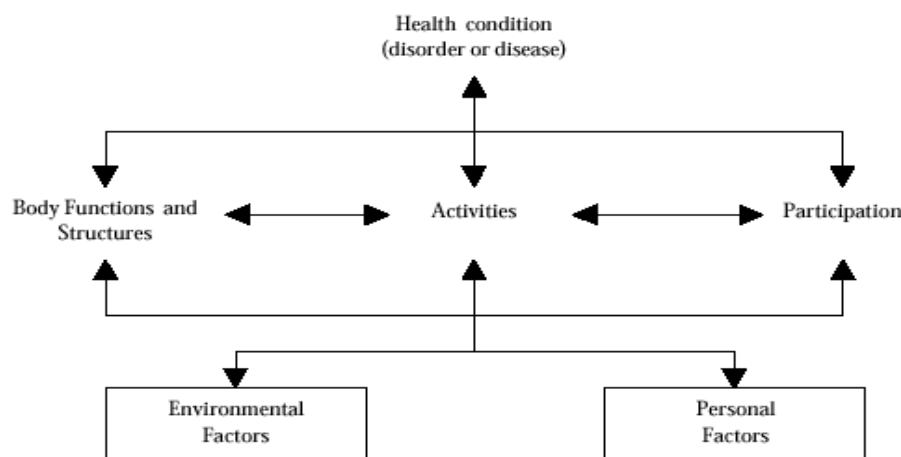 Health condition
(disorder or disease)
Body Functions and
Structures
Activities
Participation
Environmental
Factors
Personal
Factors